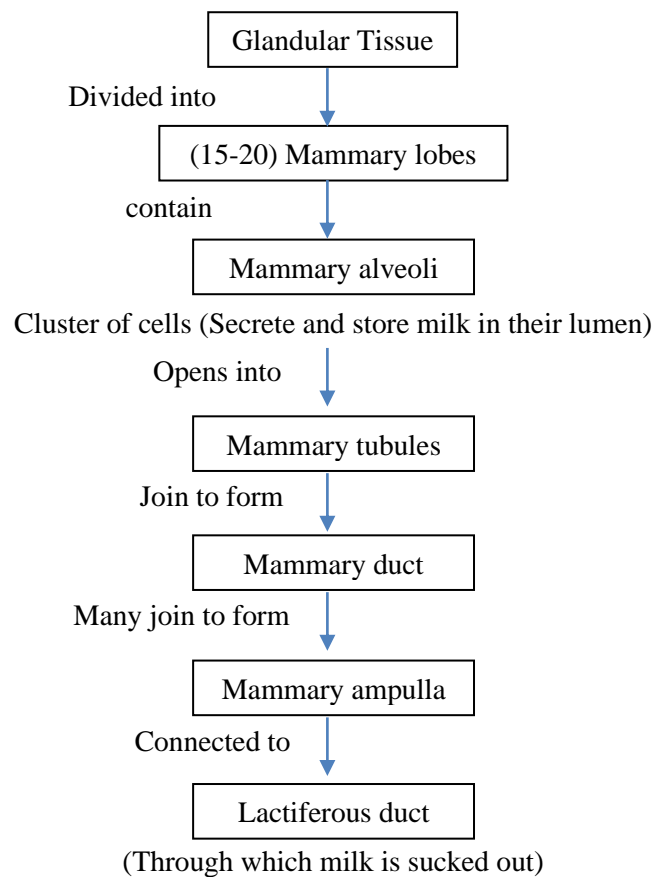 Glandular Tissue
Divided into
(15-20) Mammary lobes
contain
Mammary alveoli
Cluster of cells (Secrete and store milk in their lumen)
Opens into
Mammary tubules
Join to form
Mammary duct
Many join to form
Mammary ampulla
Connected to
Lactiferous duct
(Through which milk is sucked out)